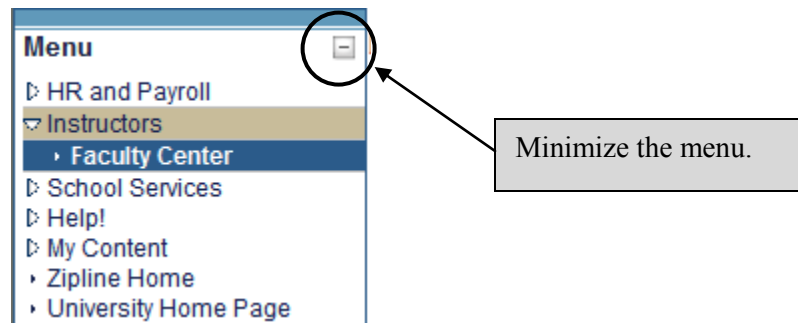 Menu
HR and Payroll
Instructors
Faculty Center
School Services
Help!
My Content
Zipline Home
University Home Page
Minimize the menu.